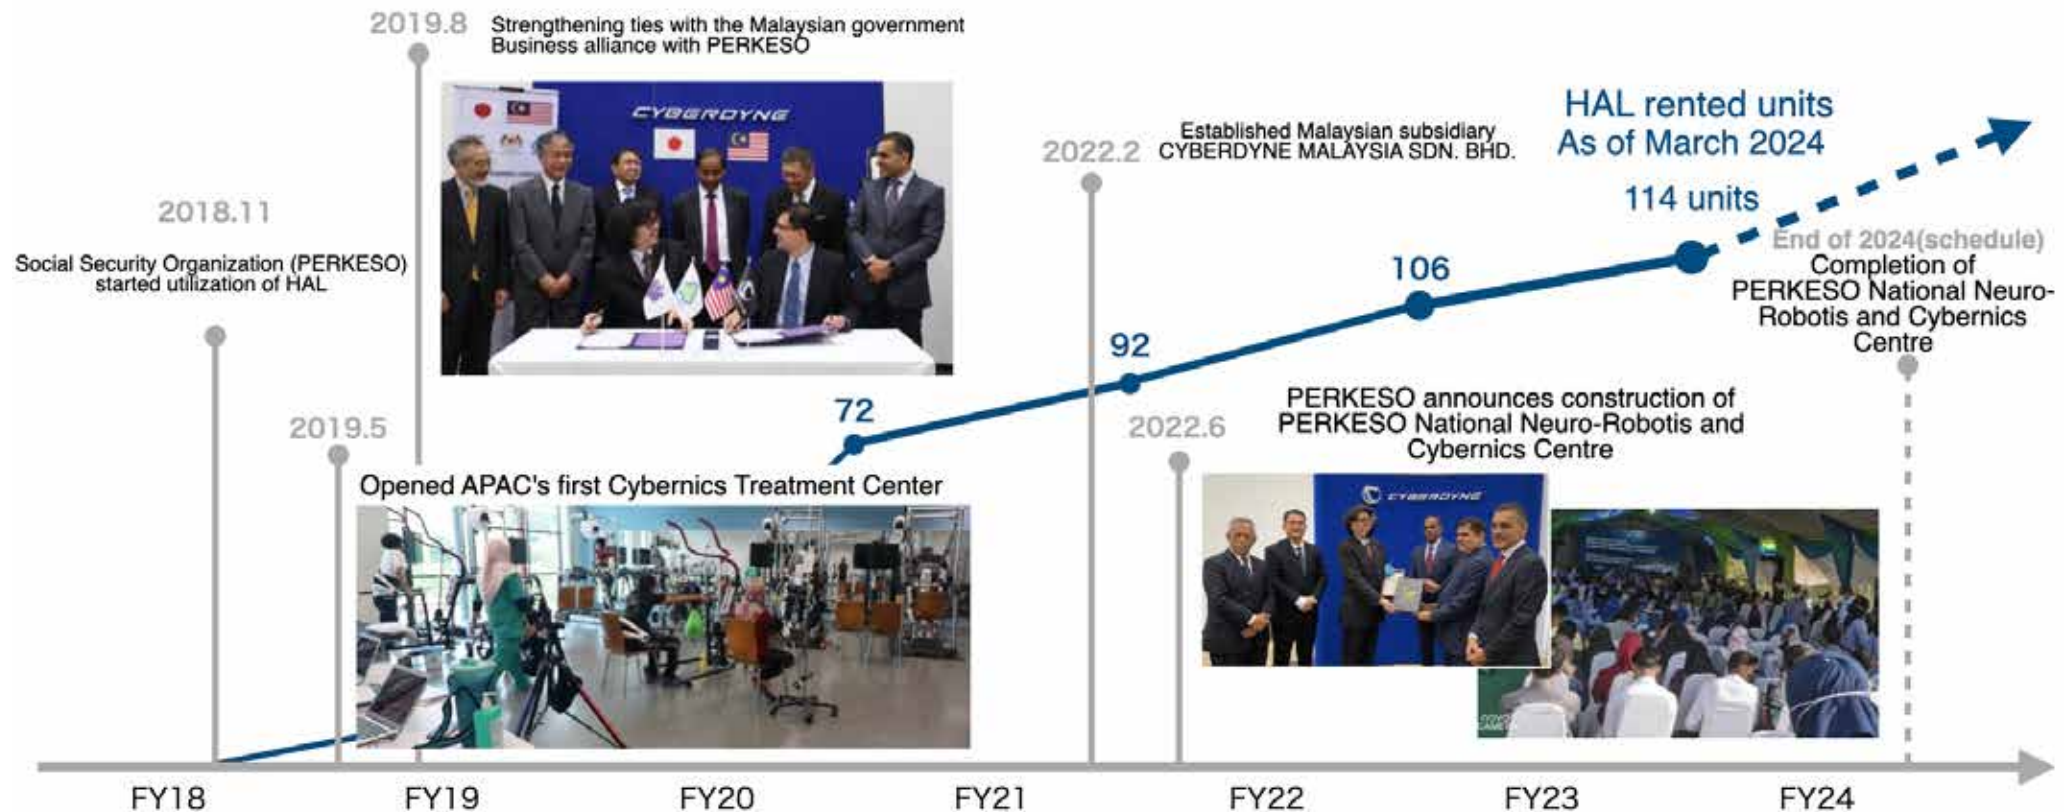 2019.8
Strengthening ties with the Malaysian government
Business alliance with PERKESO
CYBERDYNE
2018.11
Social Security Organization (PERKESO)
started utilization of HAL
2019.5
Opened APAC's first Cybernics Treatment Center
72
92
106
114 units
HAL rented units
As of March 2024
2022.2
Established Malaysian subsidiary
CYBERDYNE MALAYSIA SDN. BHD.
2022.6
PERKESO announces construction of
PERKESO National Neuro-Robotis and
Cybernics Centre
CYBERDYNE
End of 2024(schedule)
Completion of
PERKESO National Neuro-
Robotis and Cybernics
Centre
FY18
FY19
FY20
FY21
FY22
FY23
FY24